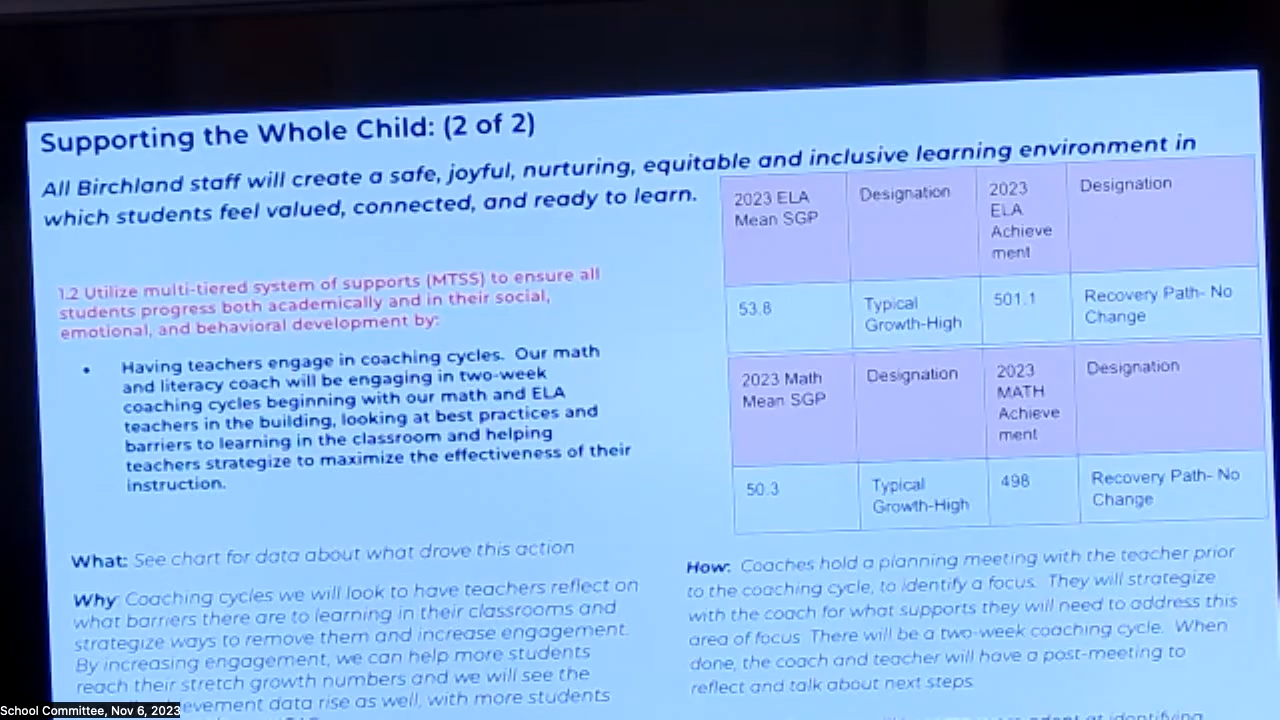 Supporting the Whole Child: (2 of 2)
All Birchland staff will create a safe, joyful, nurturing, equitable and inclusive learning environment in
which students feel valued, connected, and ready to learn.
1.2 Utilize multi-tiered system of supports (MTSS) to ensure all
students progress both academically and in their social,
emotional, and behavioral development by:
• Having teachers engage in coaching cycles. Our math
and literacy coach will be engaging in two-week
coaching cycles beginning with our math and ELA
teachers in the building, looking at best practices and
barriers to learning in the classroom and helping
teachers strategize to maximize the effectiveness of their
instruction.
2023 ELA
Mean SGP
Designation
2023
ELA
Achieve
ment
Designation
53.8
Typical
Growth-High
501.1
Recovery Path- No
Change
2023 Math
Mean SGP
Designation
2023
MATH
Achieve
ment
Designation
50.3
Typical
Growth-High
498
Recovery Path- No
Change
What: See chart for data about what drove this action
Why: Coaching cycles we will look to have teachers reflect on
what barriers there are to learning in their classrooms and
strategize ways to remove them and increase engagement.
By increasing engagement, we can help more students
reach their stretch growth numbers and we will see the
data rise as well, with more students
How: Coaches hold a planning meeting with the teacher prior
to the coaching cycle, to identify a focus. They will strategize
with the coach for what supports they will need to address this
area of focus. There will be a two-week coaching cycle. When
done, the coach and teacher will have a post-meeting to
reflect and talk about next steps.
at identifying
School Committee, Nov 6, 2023